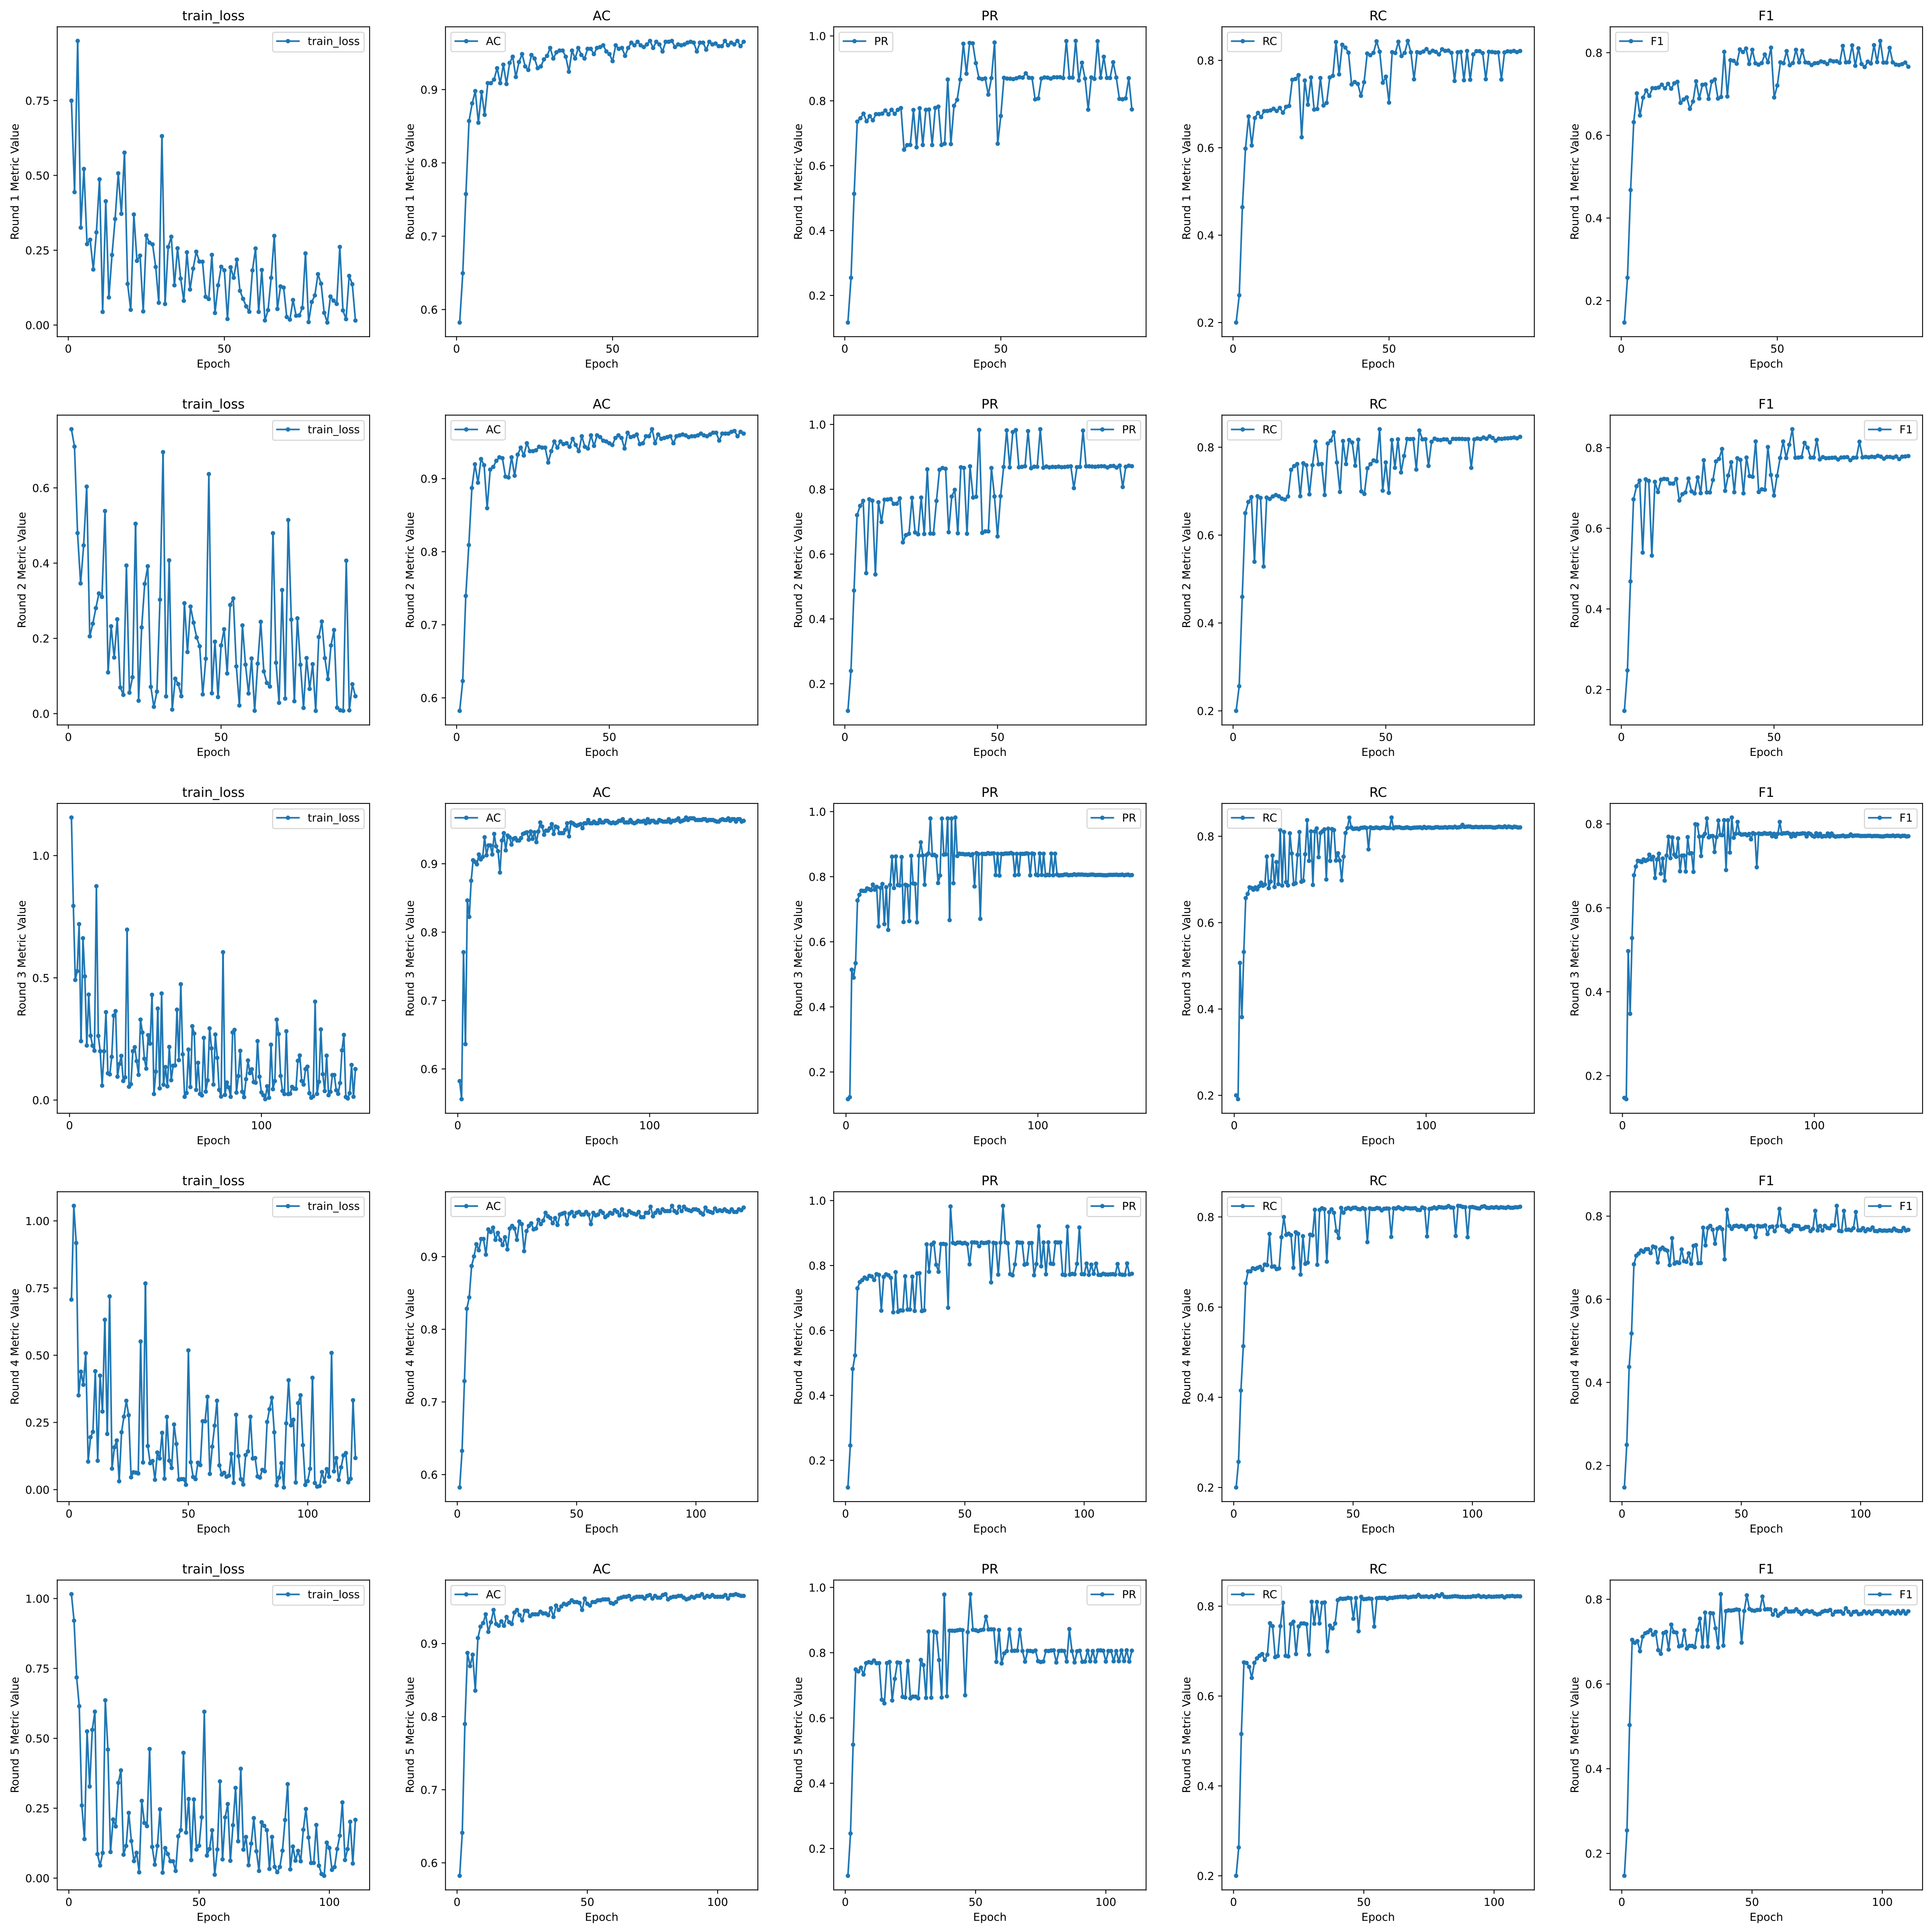 train_loss AC PR RC F1
train_loss AC PR RC F1
Round 1 Metric Value Round 1 Metric Value Round 1 Metric Value Round 1 Metric Value Round 1 Metric Value
0.75 0.50 0.25 0.00
0.9 0.8 0.7 0.6
1.0 0.8 0.6 0.4 0.2
0.8 0.6 0.4 0.2
0.8 0.6 0.4 0.2
0 50 0 50 0 50 0 50 0 50
Epoch Epoch Epoch Epoch Epoch
train_loss AC PR RC F1
train_loss AC PR RC F1
Round 2 Metric Value Round 2 Metric Value Round 2 Metric Value Round 2 Metric Value Round 2 Metric Value
0.6 0.4 0.2 0.0
0.9 0.8 0.7 0.6
1.0 0.8 0.6 0.4 0.2
0.8 0.6 0.4 0.2
0.8 0.6 0.4 0.2
0 50 0 50 0 50 0 50 0 50
Epoch Epoch Epoch Epoch Epoch
train_loss AC PR RC F1
train_loss AC PR RC F1
Round 3 Metric Value Round 3 Metric Value Round 3 Metric Value Round 3 Metric Value Round 3 Metric Value
1.0 0.5 0.0
0.9 0.8 0.7 0.6
1.0 0.8 0.6 0.4 0.2
0.8 0.6 0.4 0.2
0.8 0.6 0.4 0.2
0 100 0 100 0 100 0 100 0 100
Epoch Epoch Epoch Epoch Epoch
train_loss AC PR RC F1
train_loss AC PR RC F1
Round 4 Metric Value Round 4 Metric Value Round 4 Metric Value Round 4 Metric Value Round 4 Metric Value
1.00 0.75 0.50 0.25 0.00
0.9 0.8 0.7 0.6
1.0 0.8 0.6 0.4 0.2
0.8 0.6 0.4 0.2
0.8 0.6 0.4 0.2
0 50 100 0 50 100 0 50 100 0 50 100 0 50 100
Epoch Epoch Epoch Epoch Epoch
train_loss AC PR RC F1
train_loss AC PR RC F1
Round 5 Metric Value Round 5 Metric Value Round 5 Metric Value Round 5 Metric Value Round 5 Metric Value
1.00 0.75 0.50 0.25 0.00
0.9 0.8 0.7 0.6
1.0 0.8 0.6 0.4 0.2
0.8 0.6 0.4 0.2
0.8 0.6 0.4 0.2
0 50 100 0 50 100 0 50 100 0 50 100 0 50 100
Epoch Epoch Epoch Epoch Epoch